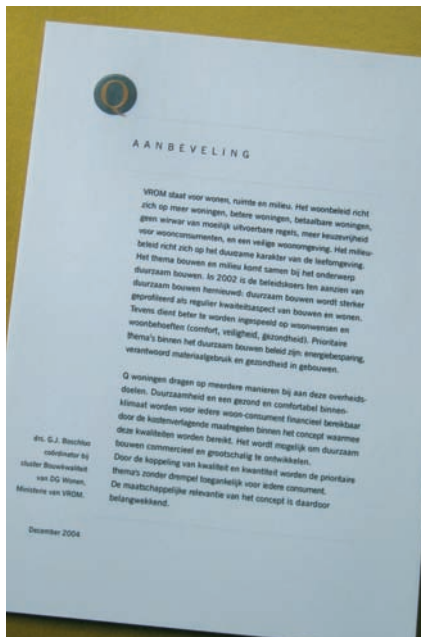 Q
AANBEVELING
VROM staat voor wonen, ruimte en milieu. Het woonbeleid richt
zich op meer woningen, betere woningen, betaalbare woningen,
geen wirwar van moeilijk uitvoerbare regels, meer keuzevrijheid
voor woonconsumenten, en een veilige woonomgeving. Het milieu-
beleid richt zich op het duurzame karakter van de leefomgeving.
Het thema bouwen en milieu komt samen bij het onderwerp
duurzaam bouwen. In 2002 is de beleidskoers ten aanzien van
duurzaam bouwen hernieuwd: duurzaam bouwen wordt sterker
geprofileerd als regulier kwaliteitsaspect van bouwen en wonen.
Tevens dient beter te worden ingespeeld op woonwensen en
woonbehoeften (comfort, veiligheid, gezondheid). Prioritaire
thema's binnen het duurzaam bouwen beleid zijn: energiebesparing,
verantwoord materiaalgebruik en gezondheid in gebouwen.
Q woningen dragen op meerdere manieren bij aan deze overheids-
doelen. Duurzaamheid en een gezond en comfortabel binnen-
klimaat worden voor iedere woon-consument financieel bereikbaar
door de kostenverlagende maatregelen binnen het concept waarmee
deze kwaliteiten worden bereikt. Het wordt mogelijk om duurzaam
bouwen commercieel en grootschalig te ontwikkelen.
Door de koppeling van kwaliteit en kwantiteit worden de prioritaire
thema's zonder drempel toegankelijk voor iedere consument.
De maatschappelijke relevantie van het concept is daardoor
belangwekkend.
drs. G.J.
coördinator bij
cluster Bouwkwaliteit
van DG Wonen,
Ministerie van VROM.
December 2004